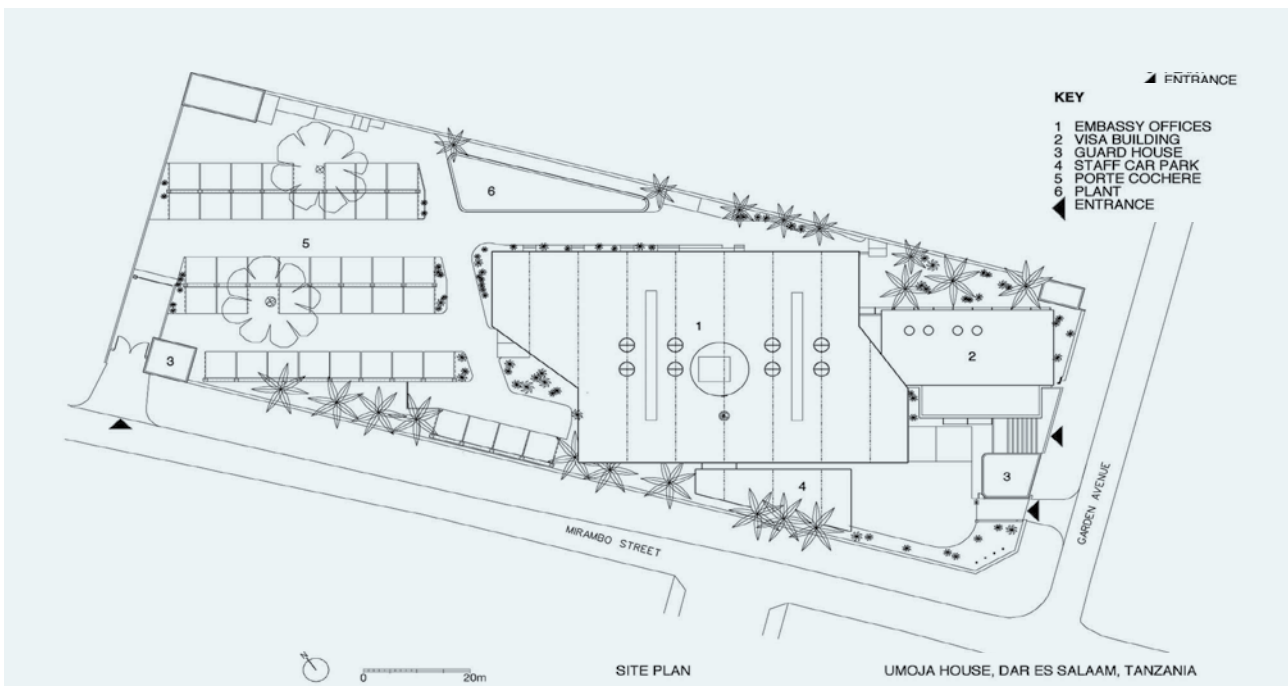 ENTRANCE
KEY
1 EMBASSY OFFICES
2 VISA BUILDING
3 GUARD HOUSE
4 STAFF CAR PARK
5 PORTE COCHERE
6 PLANT
ENTRANCE
6
5
1
2
3
3
4
GARDEN AVENUE
MIRAMBO STREET
N
0
20m
SITE PLAN
UMOJA HOUSE, DAR ES SALAAM, TANZANIA